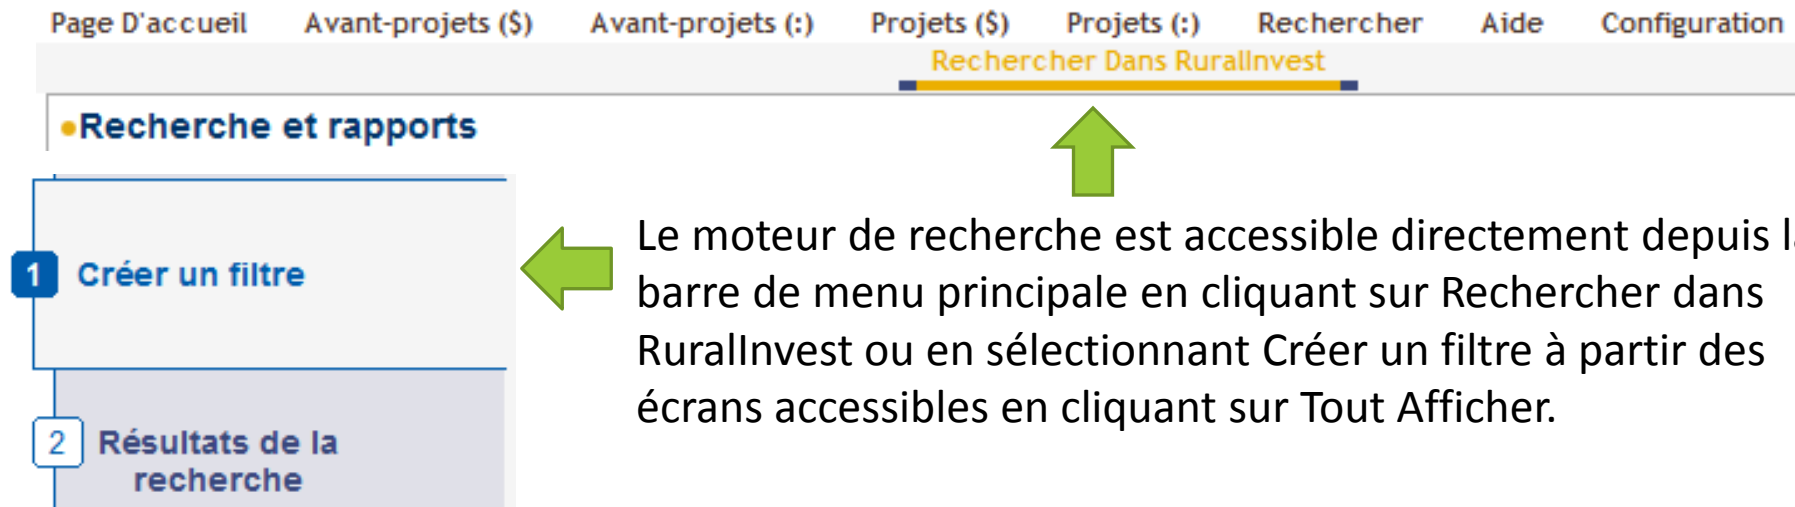 Page D'accueil Avant-projets ($) Avant-projets (:) Projets ($) Projets (:) Rechercher Aide Configuration
Rechercher Dans RuralInvest
•Recherche et rapports
1 Créer un filtre
2 Résultats de la
recherche
Le moteur de recherche est accessible directement depuis
barre de menu principale en cliquant sur Rechercher dans
RuralInvest ou en sélectionnant Créer un filtre à partir des
écrans accessibles en cliquant sur Tout Afficher.